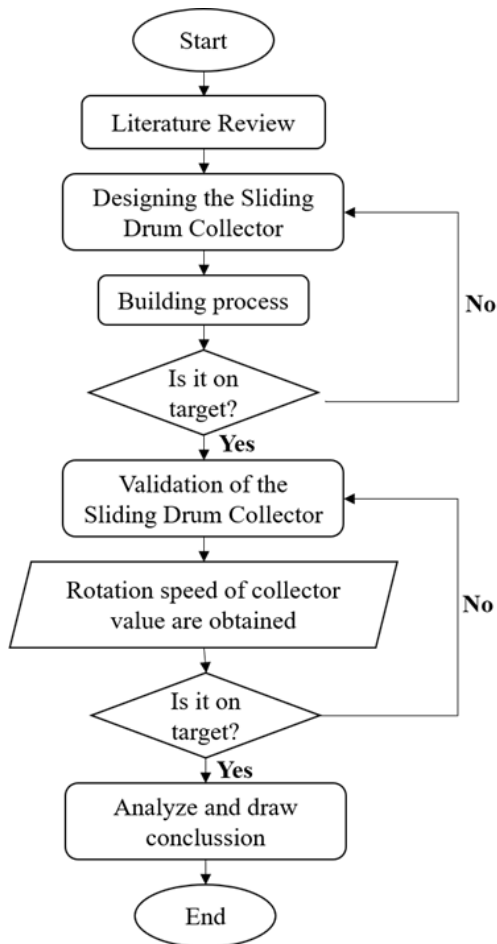 Start
Literature Review
Designing the Sliding
Drum Collector
Building process
No
Is it on
target?
Yes
Validation of the
Sliding Drum Collector
Rotation speed of collector
value are obtained
No
Is it on
target?
Yes
Analyze and draw
conclussion
End